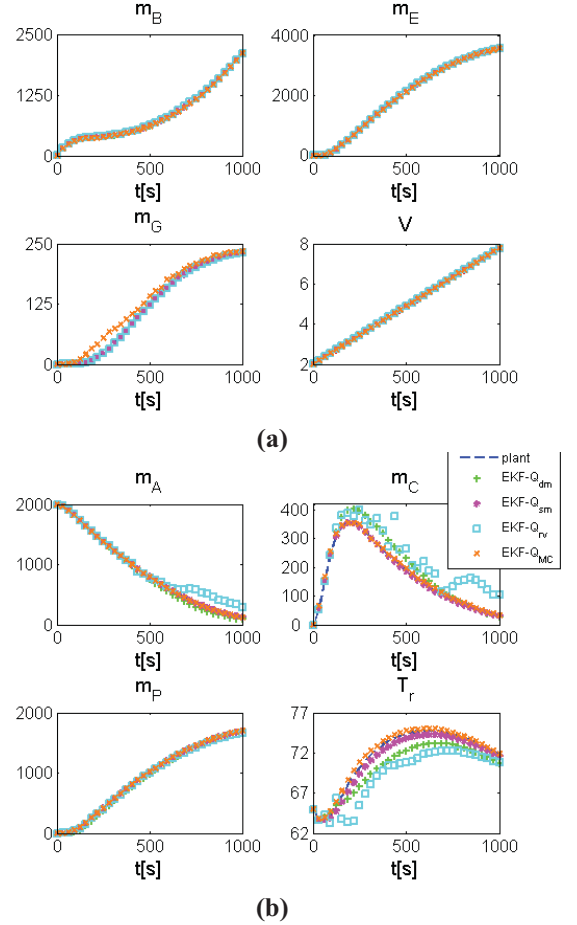 m_B
2500
1250
0
0 500 1000
t[s]
m_E
4000
2000
0
0 500 1000
t[s]
m_G
250
125
0
0 500 1000
t[s]
V
8
6
4
2
0 500 1000
t[s]
(a)
m_A
2000
1000
0
0 500 1000
t[s]
m_C
400
300
200
100
0
0 500 1000
t[s]
plant
EKF-Q_dm
EKF-Q_sm
EKF-Q_rv
EKF-Q_MC
m_P
2000
1000
0
0 500 1000
t[s]
T_r
77
72
67
62
0 500 1000
t[s]
(b)